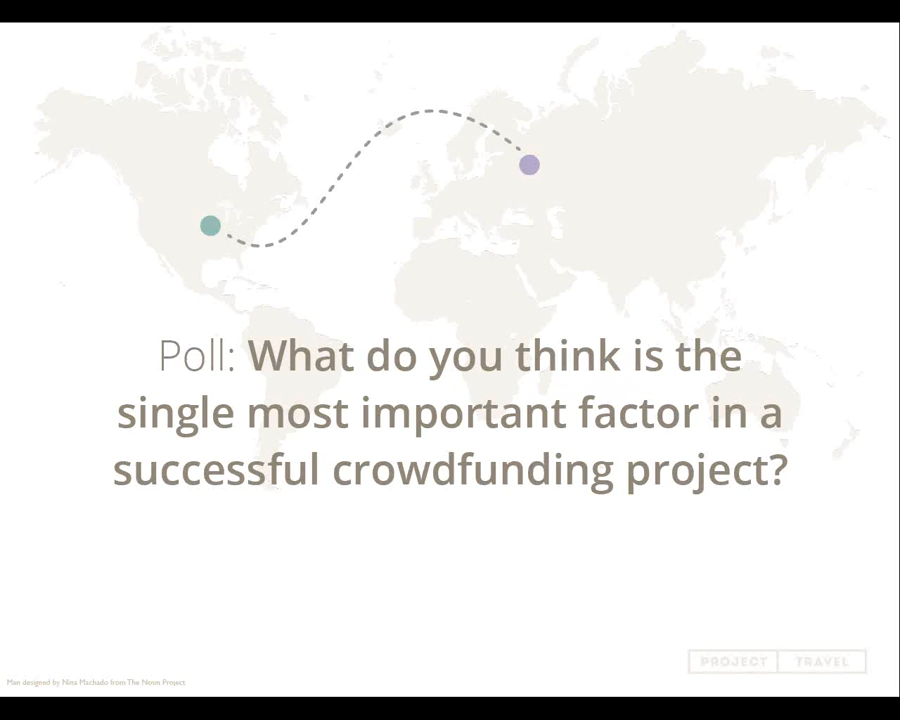 Poll: What do you think is the
single most important factor in a
successful crowdfunding project?
PROJECT TRAVEL
Man designed by Nina Machado from The Noun Project